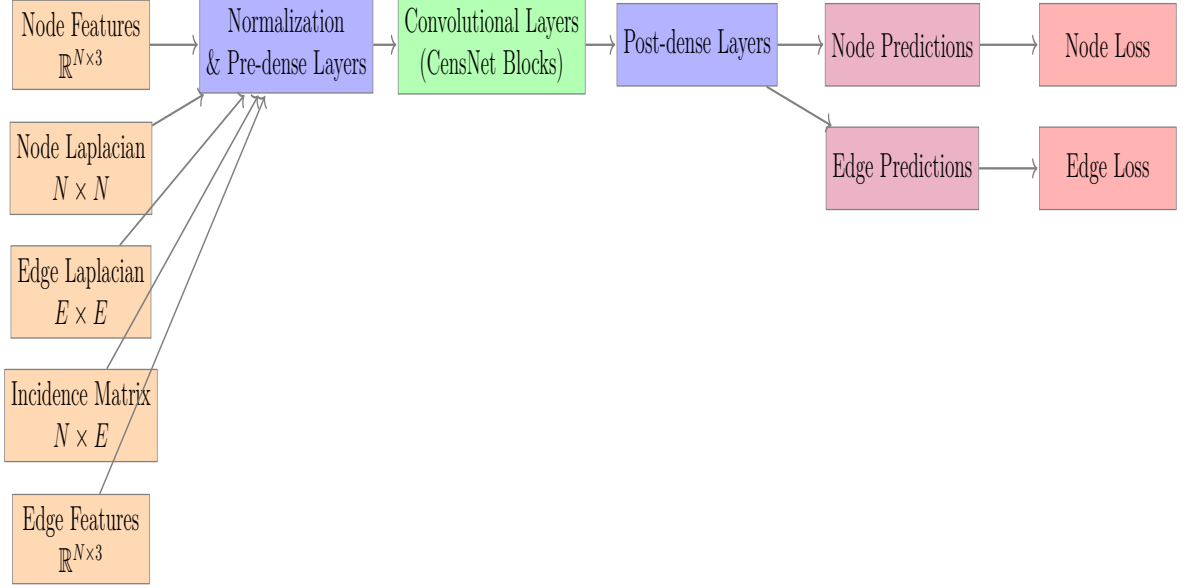 Node Features
ℝ^{N×3}
Normalization
& Pre-dense Layers
Convolutional Layers
(CensNet Blocks)
Post-dense Layers
Node Predictions
Node Loss
Node Laplacian
N × N
Edge Predictions
Edge Loss
Edge Laplacian
E × E
Incidence Matrix
N × E
Edge Features
ℝ^{N×3}